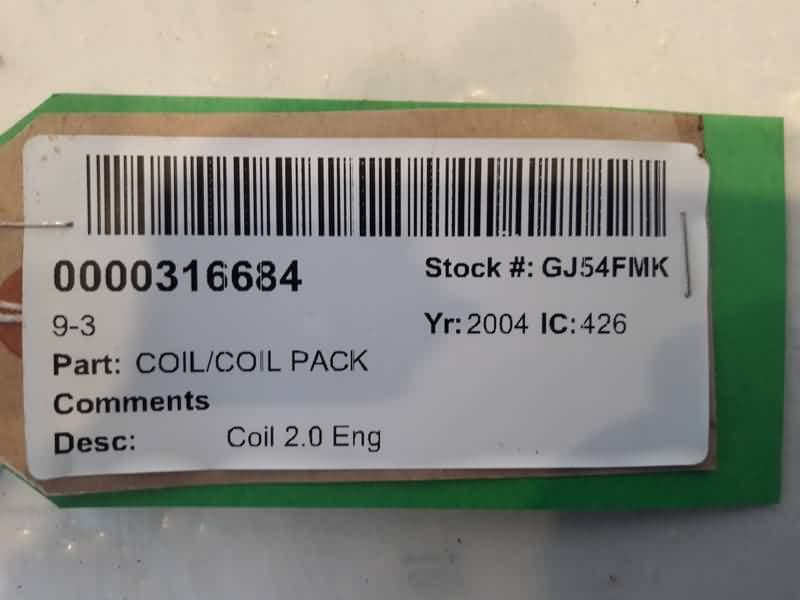 0000316684 Stock #: GJ54FMK
9-3 Yr: 2004 IC: 426
Part: COIL/COIL PACK
Comments
Desc: Coil 2.0 Eng